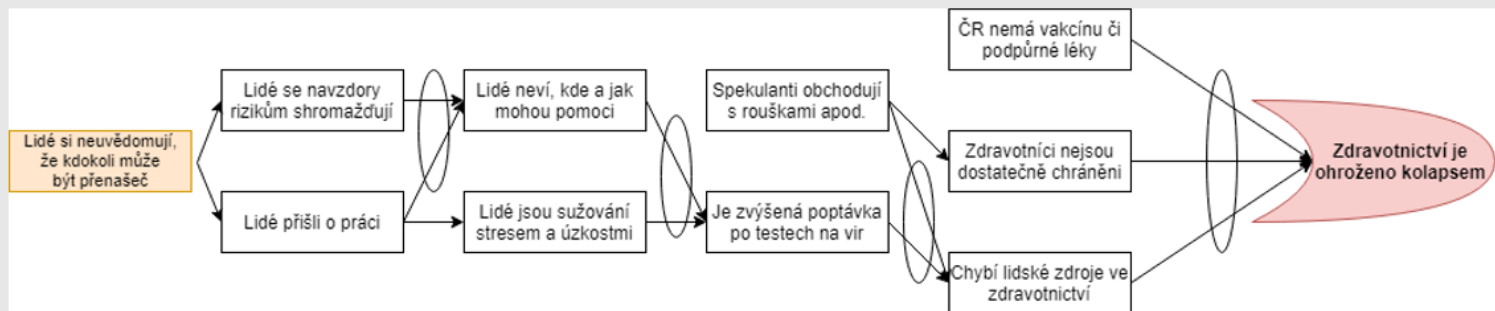 Lidé si neuvědomují,
že kdokoli může
být přenašeč
Lidé se navzdory
rizikům shromažďují
Lidé přišli o práci
Lidé neví, kde a jak
mohou pomoci
Lidé jsou sužováni
stresem a úzkostmi
Spekulanti obchodují
s rouškami apod.
Je zvýšená poptávka
po testech na vir
ČR nemá vakcínu či
podpůrné léky
Zdravotníci nejsou
dostatečně chráněni
Chybí lidské zdroje ve
zdravotnictví
Zdravotnictví je
ohroženo kolapsem